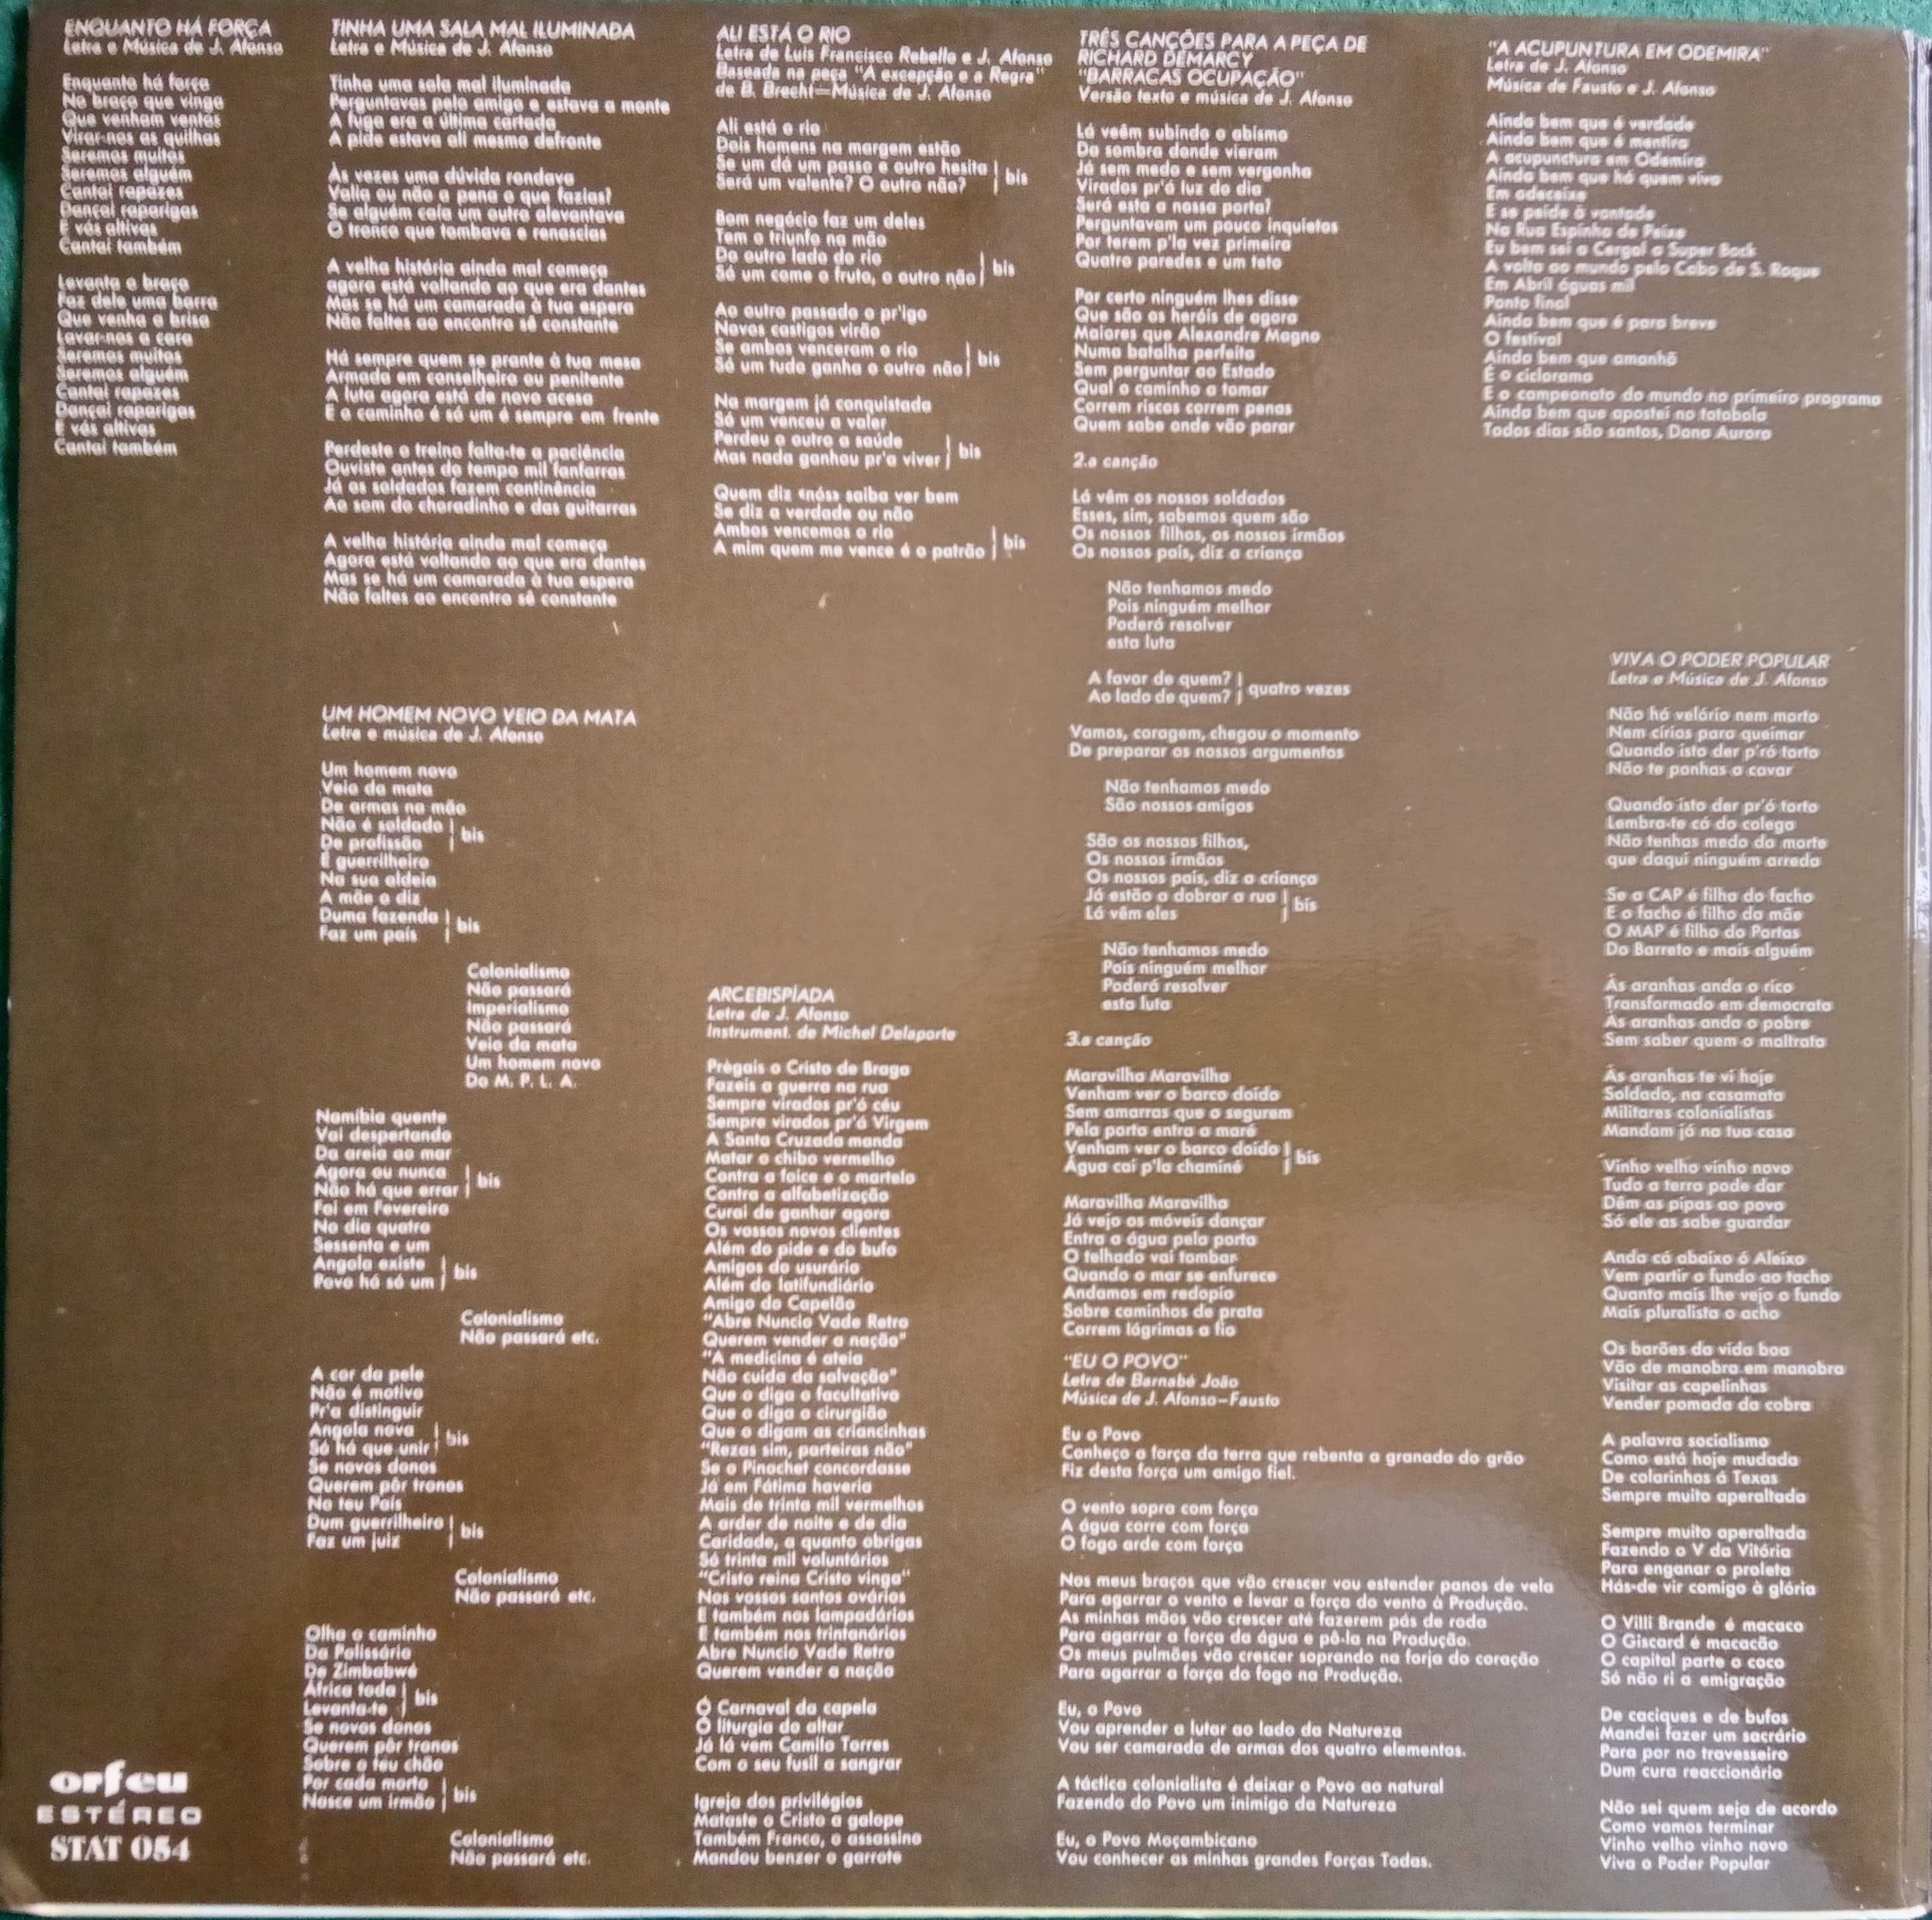 ENQUANTO HÁ FORÇA
Letra e Música de J. Afonso
Enquanto há força
No braço que vinga
Que venham ventos
Virar-nos as quilhas
Seremos muitos
Seremos alguém
Cantai rapazes
Dançai raparigas
E vós altivas
Cantai também
Levanta o braço
Faz dele uma barra
Que venha a brisa
Lavar-nos a cara
Seremos muitos
Seremos alguém
Cantai rapazes
Dançai raparigas
E vós altivas
Cantai também
TINHA UMA SALA MAL ILUMINADA
Letra e Música de J. Afonso
Tinha uma sala mal iluminada
Perguntavas pelo amigo e estava a monte
A fuga era a última cartada
A pide estava ali mesmo defronte
Às vezes uma dúvida rondava
Valia ou não a pena o que fazias?
Se alguém caía um outro alevantava
O tronco que tombava e renascias
A velha história ainda mal começa
agora está voltando ao que era dantes
Mas se há um camarada à tua espera
Não faltes ao encontro sê constante
Há sempre quem se prante à tua mesa
Armado em conselheiro ou penitente
A luta agora está de novo acesa
E o caminho é só um é sempre em frente
Perdeste o treino falta-te a paciência
Ouviste antes do tempo mil fanfarras
Já os soldados fazem continência
Ao som do choradinho e das guitarras
A velha história ainda mal começa
Agora está voltando ao que era dantes
Mas se há um camarada à tua espera
Não faltes ao encontro sê constante
UM HOMEM NOVO VEIO DA MATA
Letra e música de J. Afonso
Um homem novo
Veio da mata
De armas na mão
Não é soldado
De profissão
bis
É guerrilheiro
Na sua aldeia
A mãe o diz
Duma fazenda
Faz um país
bis
Colonialismo
Não passará
Imperialismo
Não passará
Veio da mata
Um homem novo
Do M. P. L. A.
Namíbia quente
Vai despertando
Da areia ao mar
Agora ou nunca
Não há que errar
bis
Foi em Fevereiro
No dia quatro
Sessenta e um
Angola existe
Povo há só um
bis
Colonialismo
Não passará etc.
A cor da pele
Não é motivo
Pr'a distinguir
Angola nova
Só há que unir
bis
Se novos donos
Querem pôr tronos
No teu País
Dum guerrilheiro
Faz um juiz
bis
Colonialismo
Não passará etc.
Olha o caminho
Da Polissário
De Zimbabwé
África toda
Levanta-te
bis
Se novos donos
Querem pôr tronos
Sobre o teu chão
Por cada morto
Nasce um irmão
bis
Colonialismo
Não passará etc.
ALI ESTÁ O RIO
Letra de Luis Francisco Rebello e J. Afonso
Baseada na peça "A excepção e a Regra"
de B. Brecht—Música de J. Afonso
Ali está o rio
Dois homens na margem estão
Se um dá um passo o outro hesita
Será um valente? O outro não?
bis
Bom negócio faz um deles
Tem o triunfo na mão
Do outro lado do rio
Só um come o fruto, o outro não
bis
Ao outro passado o pr'igo
Novos castigos virão
Se ambos venceram o rio
Só um tudo ganha o outro não
bis
Na margem já conquistada
Só um venceu a valer
Perdeu o outro a saúde
Mas nada ganhou pr'a viver
bis
Quem diz «nós» saiba ver bem
Se diz a verdade ou não
Ambos vencemos o rio
A mim quem me vence é o patrão
bis
ARCEBISPÍADA
Letra de J. Afonso
Instrument. de Michel Delaporte
Prègais o Cristo de Braga
Fazeis a guerra na rua
Sempre virados pr'ó céu
Sempre virados pr'á Virgem
A Santa Cruzada manda
Matar o chibo vermelho
Contra a foice e o martelo
Contra a alfabetização
Curai de ganhar agora
Os vossos novos clientes
Além do pide e do bufo
Amigos do usurário
Além do latifundiário
Amigo do Capelão
"Abre Nuncio Vade Retro
Querem vender a nação"
"A medicina é ateia
Não cuida da salvação"
Que o diga o facultativo
Que o diga o cirurgião
Que o digam as criancinhas
"Rezas sim, parteiras não"
Se o Pinochet concordasse
Já em Fátima haveria
Mais de trinta mil vermelhos
A arder de noite e de dia
Caridade, a quanto obrigas
Só trinta mil voluntários
"Cristo reina Cristo vinga"
Nos vossos santos ovários
E também nos lampadários
E também nos trintanários
Abre Nuncio Vade Retro
Querem vender a nação
Ó Carnaval da capela
Ó liturgia do altar
Já lá vem Camilo Torres
Com o seu fusil a sangrar
Igreja dos privilégios
Mataste o Cristo a galope
Também Franco, o assassino
Mandou benzer o garrote
TRÊS CANÇÕES PARA A PEÇA DE
RICHARD DEMARCY
"BARRACAS OCUPAÇÃO"
Versão texto e música de J. Afonso
Lá veêm subindo o abismo
Da sombra donde vieram
Já sem medo e sem vergonha
Virados pr'á luz do dia
Será esta a nossa porta?
Perguntavam um pouco inquietos
Por terem p'la vez primeira
Quatro paredes e um teto
Por certo ninguém lhes disse
Que são os heróis de agora
Maiores que Alexandre Magno
Numa batalha perfeita
Sem perguntar ao Estado
Qual o caminho a tomar
Correm riscos correm penas
Quem sabe onde vão parar
2.a canção
Lá vêm os nossos soldados
Esses, sim, sabemos quem são
Os nossos filhos, os nossos irmãos
Os nossos pais, diz a criança
Não tenhamos medo
Pois ninguém melhor
Poderá resolver
esta luta
A favor de quem?
Ao lado de quem?
quatro vezes
Vamos, coragem, chegou o momento
De preparar os nossos argumentos
Não tenhamos medo
São nossos amigos
São os nossos filhos,
Os nossos irmãos
Os nossos pais, diz a criança
Já estão a dobrar a rua
Lá vêm eles
bis
Não tenhamos medo
Pois ninguém melhor
Poderá resolver
esta luta
3.a canção
Maravilha Maravilha
Venham ver o barco doído
Sem amarras que o segurem
Pela porta entra a maré
Venham ver o barco doído
Água cai p'la chaminé
bis
Maravilha Maravilha
Já vejo os móveis dançar
Entra a água pela porta
O telhado vai tombar
Quando o mar se enfurece
Andamos em redopio
Sobre caminhos de prata
Correm lágrimas a fio
"EU O POVO"
Letra de Barnabé João
Música de J. Afonso—Fausto
Eu o Povo
Conheço a força da terra que rebenta a granada do grão
Fiz desta força um amigo fiel.
O vento sopra com força
A água corre com força
O fogo arde com força
Nos meus braços que vão crescer vou estender panos de vela
Para agarrar o vento e levar a força do vento à Produção.
As minhas mãos vão crescer até fazerem pás de roda
Para agarrar a força da água e pô-la na Produção.
Os meus pulmões vão crescer soprando na forja do coração
Para agarrar a força do fogo na Produção.
Eu, o Povo
Vou aprender a lutar ao lado da Natureza
Vou ser camarada de armas dos quatro elementos.
A táctica colonialista é deixar o Povo ao natural
Fazendo do Povo um inimigo da Natureza
Eu, o Povo Moçambicano
Vou conhecer as minhas grandes Forças Todas.
"A ACUPUNTURA EM ODEMIRA"
Letra de J. Afonso
Música de Fausto e J. Afonso
Ainda bem que é verdade
Ainda bem que é mentira
A acupunctura em Odemira
Ainda bem que há quem viva
Em odeceixe
E se peide à vontade
Na Rua Espinha de Peixe
Eu bem sei a Cergal a Super Bock
A volta ao mundo pelo Cabo de S. Roque
Em Abril águas mil
Ponto final
Ainda bem que é para breve
O festival
Ainda bem que amanhã
É o ciclorama
E o campeonato do mundo no primeiro programa
Ainda bem que apostei no totobola
Todos dias são santos, Dona Aurora
VIVA O PODER POPULAR
Letra e Música de J. Afonso
Não há velório nem morto
Nem círios para queimar
Quando isto der p'ró torto
Não te ponhas a cavar
Quando isto der pr'ó torto
Lembra-te cá do colega
Não tenhas medo da morte
que daqui ninguém arreda
Se a CAP é filha do facho
E o facho é filho da mãe
O MAP é filho do Portas
Do Barreto e mais alguém
Às aranhas anda o rico
Transformado em democrata
Às aranhas anda o pobre
Sem saber quem o maltrata
Às aranhas te vi hoje
Soldado, na casamata
Militares colonialistas
Mandam já na tua casa
Vinho velho vinho novo
Tudo a terra pode dar
Dêm as pipas ao povo
Só ele as sabe guardar
Anda cá abaixo ó Aleixo
Vem partir o fundo ao tacho
Quanto mais lhe vejo o fundo
Mais pluralista o acho
Os barões da vida boa
Vão de manobra em manobra
Visitar as capelinhas
Vender pomada da cobra
A palavra socialismo
Como está hoje mudada
De colarinhos á Texas
Sempre muito aperaltada
Sempre muito aperaltada
Fazendo o V da Vitória
Para enganar o proleta
Hás-de vir comigo à glória
O Villi Brande é macaco
O Giscard é macacão
O capital parte o coco
Só não ri a emigração
De caciques e de bufos
Mandei fazer um sacrário
Para por no travesseiro
Dum cura reaccionário
Não sei quem seja de acordo
Como vamos terminar
Vinho velho vinho novo
Viva o Poder Popular
orfeu
ESTÉREO
STAT 054